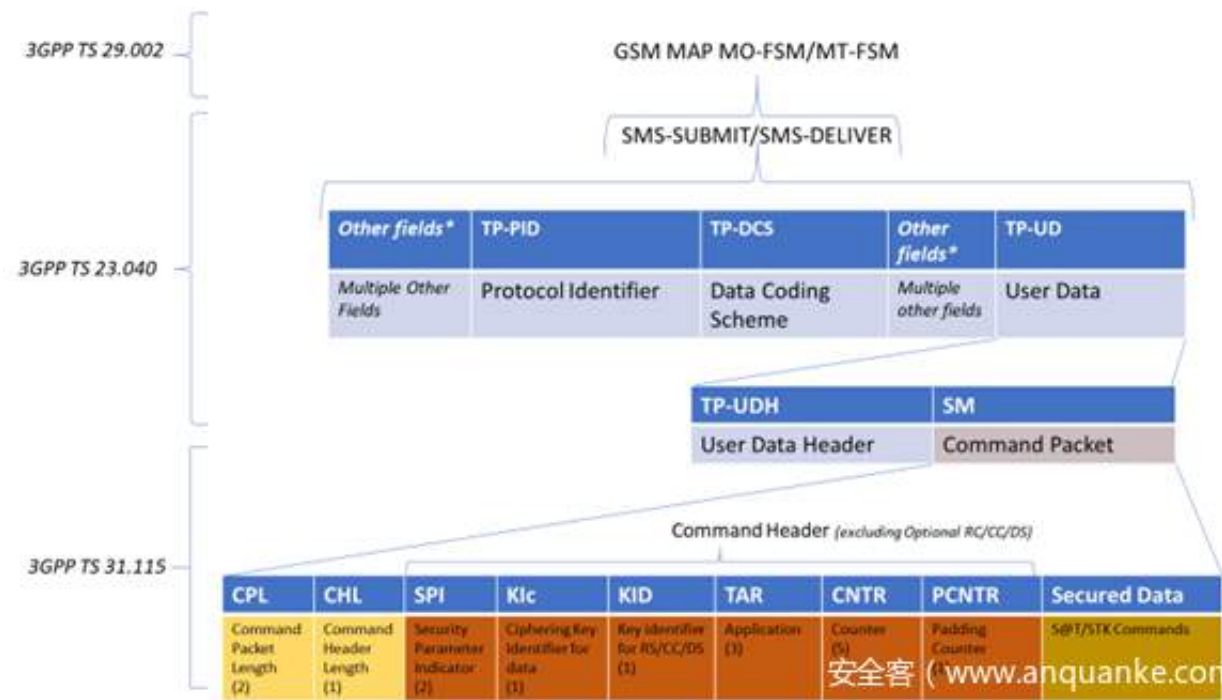 3GPP TS 29.002
GSM MAP MO-FSM/MT-FSM
SMS-SUBMIT/SMS-DELIVER
3GPP TS 23.040
Other fields* TP-PID TP-DCS Other fields* TP-UD
Multiple Other Fields Protocol Identifier Data Coding Scheme Multiple other fields User Data
TP-UDH SM
User Data Header Command Packet
Command Header (excluding Optional RC/CC/DS)
3GPP TS 31.115
CPL CHL SPI KIc KID TAR CNTR PCNTR Secured Data
Command Packet Length (2) Command Header Length (1) Security Parameter Indicator (2) Ciphering Key Identifier for data (1) Key identifier for RS/CC/DS (1) Application (3) Counter (5) Padding Counter S@T/STK Commands
安全客 ( www.anquanke.com